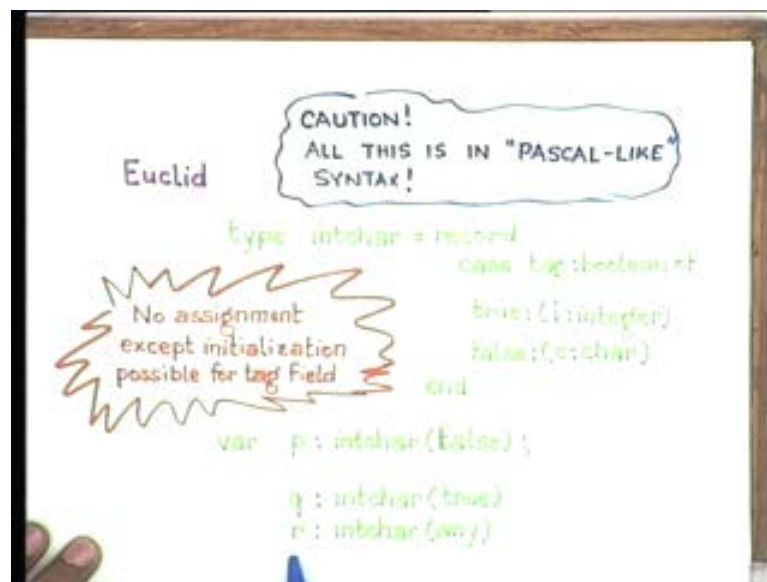 CAUTION!
ALL THIS IS IN "PASCAL-LIKE"
SYNTAX!
Euclid
type intchar = record
case tag:boolean of
true:(i:integer)
false:(c:char)
end
No assignment
except initialization
possible for tag field
var p : intchar(false);
q : intchar(true)
r : intchar(any)